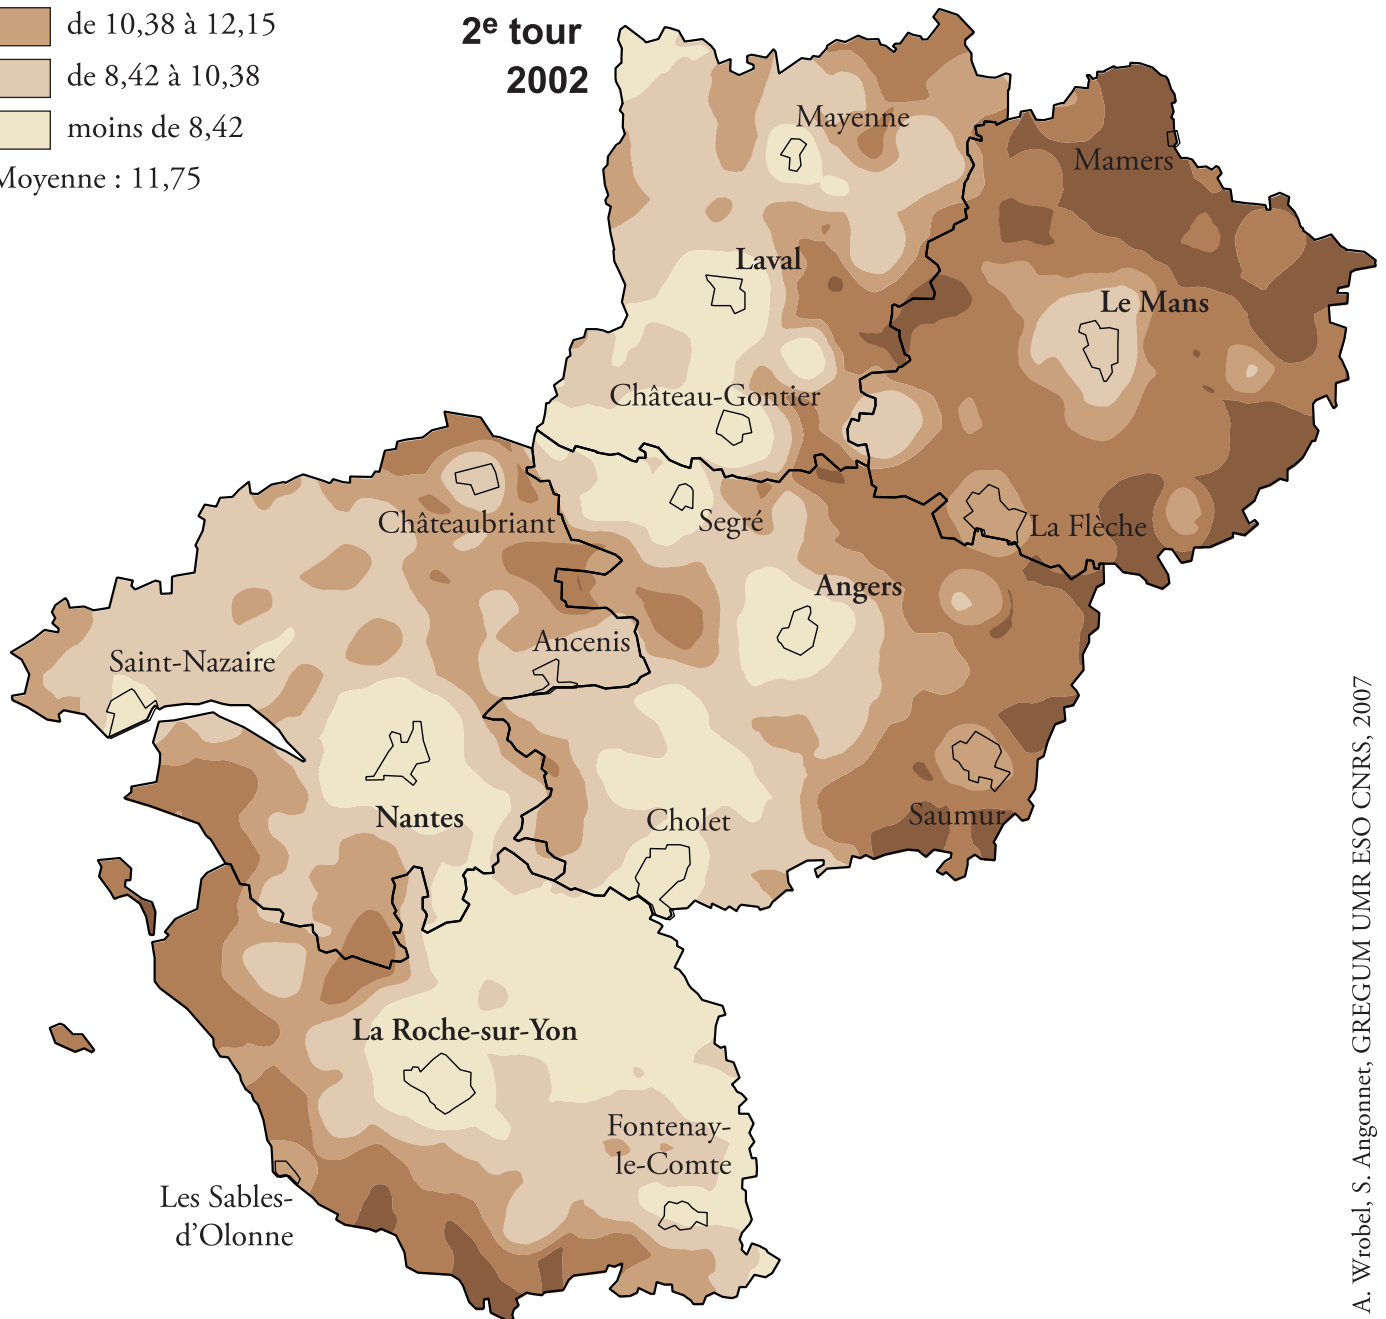 de 10,38 à 12,15
de 8,42 à 10,38
moins de 8,42
Moyenne : 11,75
2e tour
2002
Mayenne
Mamers
Laval
Le Mans
Château-Gontier
Châteaubriant
Segré
La Flèche
Angers
Ancenis
Saint-Nazaire
Nantes
Cholet
Saumur
La Roche-sur-Yon
Fontenay-
le-Comte
Les Sables-
d'Olonne
A. Wrobel, S. Angonnet, GREGUM UMR ESO CNRS, 2007